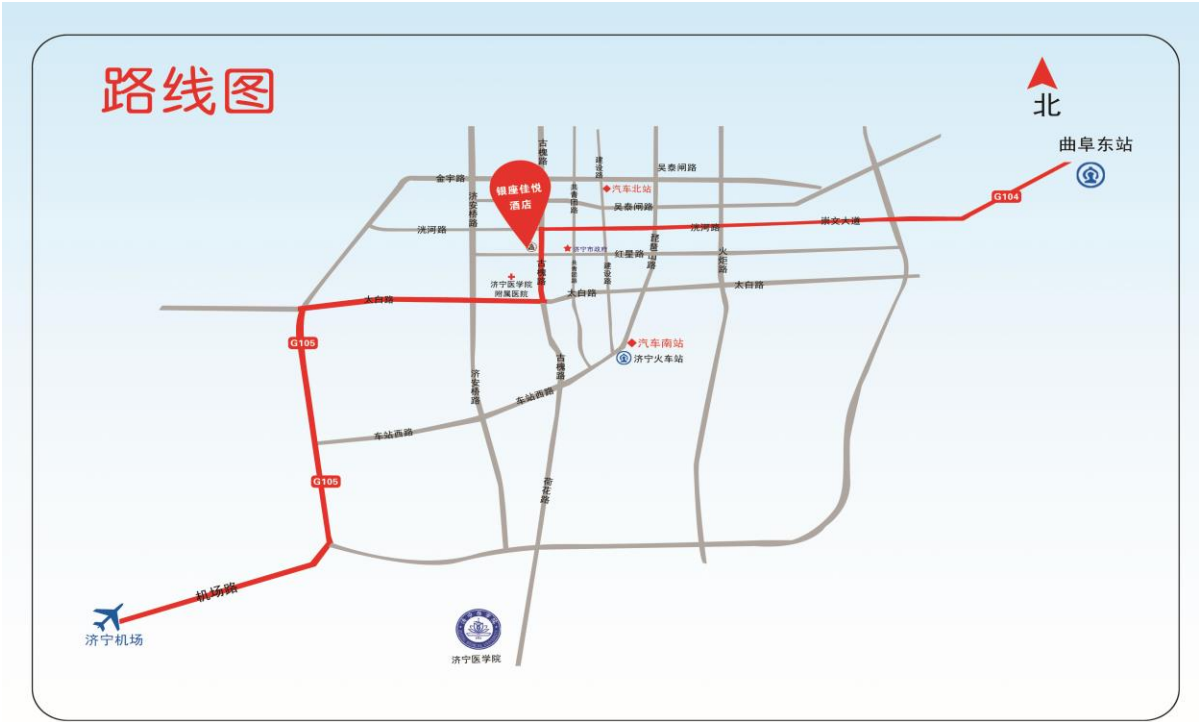 路线图
北
曲阜东站
G104
古槐路
建设路
吴泰闸路
金宇路
银座佳悦
酒店
济安桥路
吴泰闸路
汽车北站
洸河路
洸河路
崇文大道
济宁市政府
红星路
琵琶山路
火炬路
古槐路
建设路
济宁医学院
附属医院
太白路
太白路
太白路
G105
汽车南站
济宁火车站
古槐路
济安桥路
车站西路
车站西路
G105
荷花路
机场路
济宁机场
济宁医学院